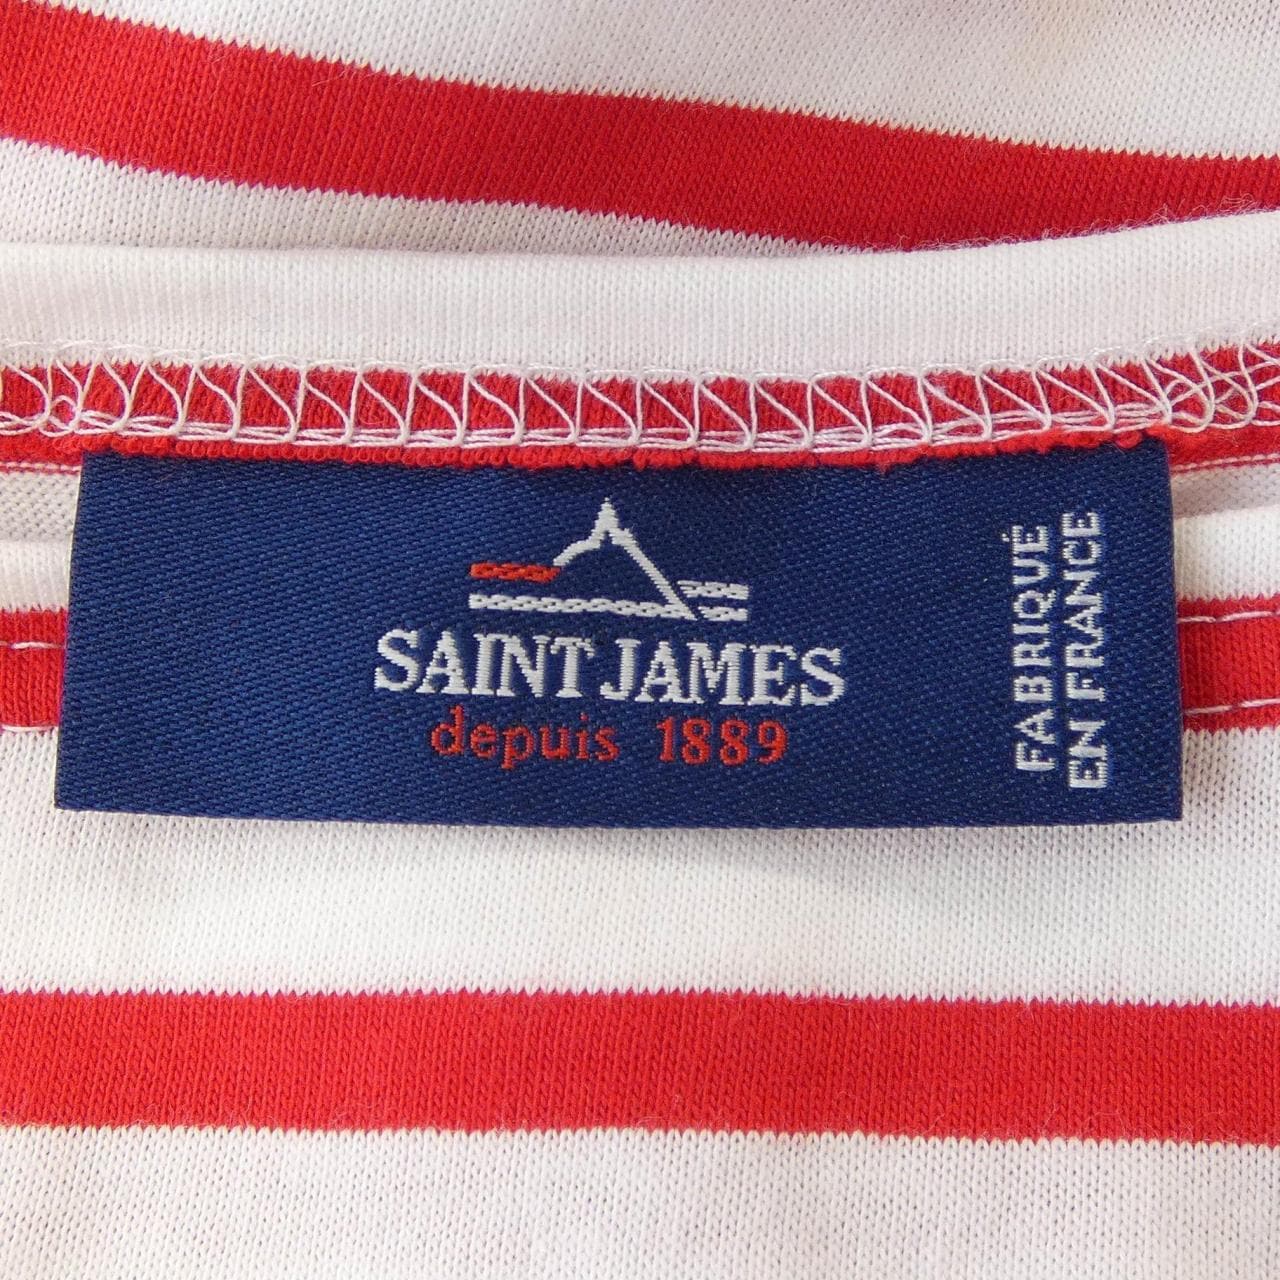 SAINT JAMES
depuis 1889
FABRIQUÉ
EN FRANCE